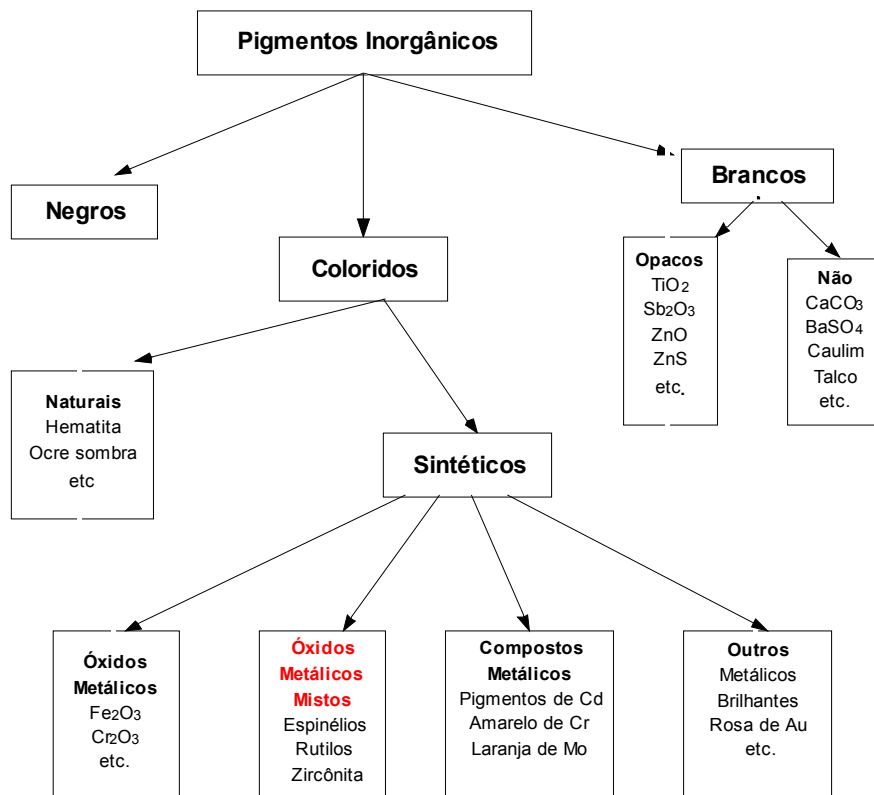 Pigmentos Inorgânicos
Negros
Coloridos
Brancos
Opacos
TiO₂
Sb₂O₃
ZnO
ZnS
etc.
Não
CaCO₃
BaSO₄
Caulim
Talco
etc.
Naturais
Hematita
Ocre sombra
etc
Sintéticos
Óxidos
Metálicos
Fe₂O₃
Cr₂O₃
etc.
Óxidos
Metálicos
Mistos
Espinélios
Rutilos
Zircônita
Compostos
Metálicos
Pigmentos de Cd
Amarelo de Cr
Laranja de Mo
Outros
Metálicos
Brilhantes
Rosa de Au
etc.